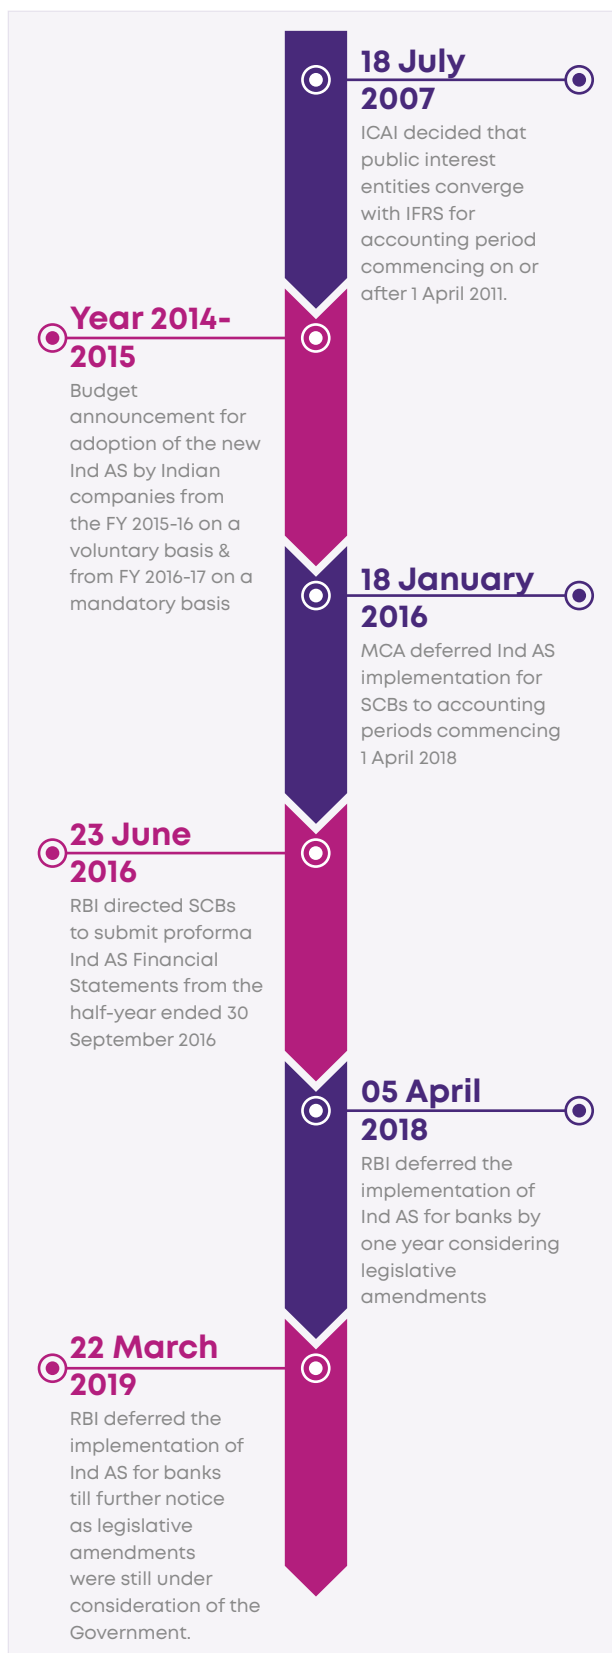 18 July
2007
ICAI decided that
public interest
entities converge
with IFRS for
accounting period
commencing on or
after 1 April 2011.
Year 2014-
2015
Budget
announcement for
adoption of the new
Ind AS by Indian
companies from
the FY 2015-16 on a
voluntary basis &
from FY 2016-17 on a
mandatory basis
18 January
2016
MCA deferred Ind AS
implementation for
SCBs to accounting
periods commencing
1 April 2018
23 June
2016
RBI directed SCBs
to submit proforma
Ind AS Financial
Statements from the
half-year ended 30
September 2016
05 April
2018
RBI deferred the
implementation of
Ind AS for banks by
one year considering
legislative
amendments
22 March
2019
RBI deferred the
implementation of
Ind AS for banks
till further notice
as legislative
amendments
were still under
consideration of the
Government.